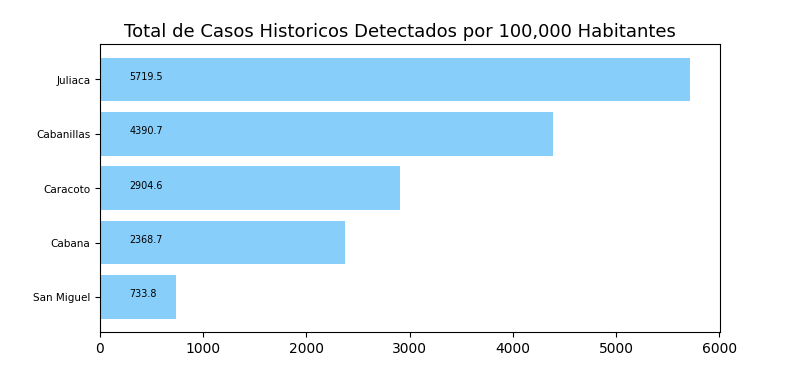 Total de Casos Historicos Detectados por 100,000 Habitantes
Juliaca 5719.5
Cabanillas 4390.7
Caracoto 2904.6
Cabana 2368.7
San Miguel 733.8
0 1000 2000 3000 4000 5000 6000